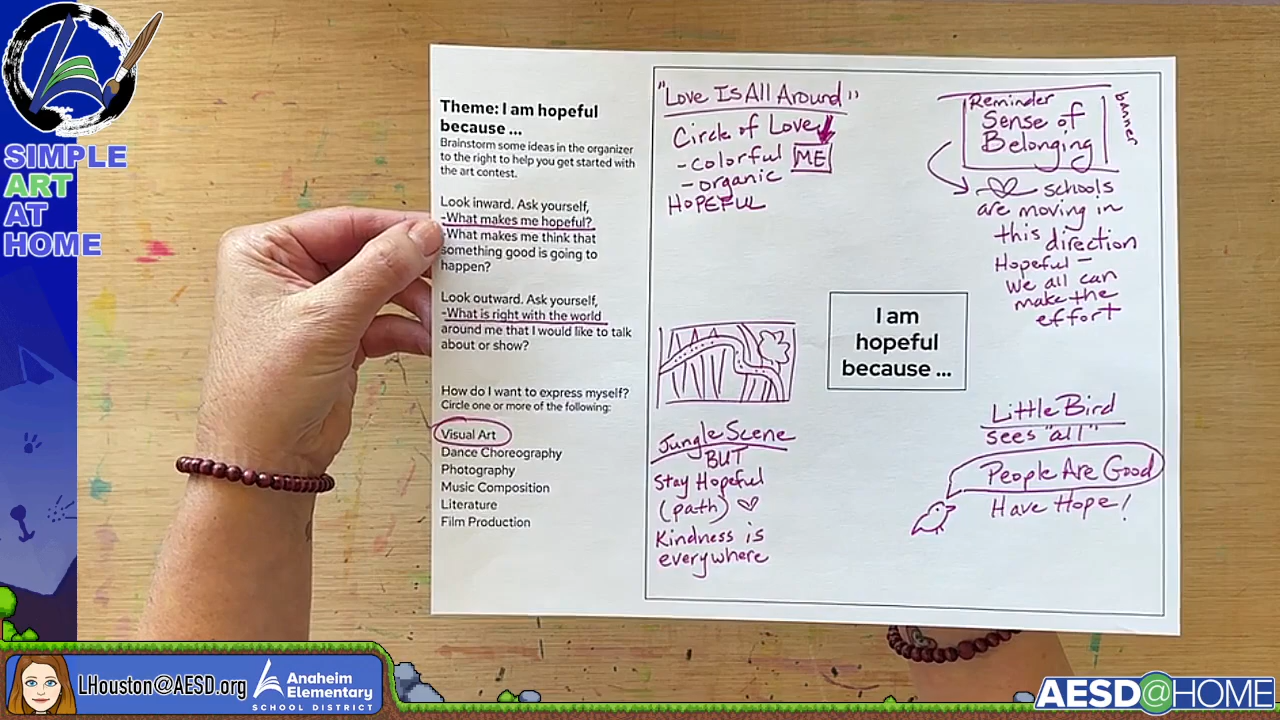 SIMPLE
ART
AT
HOME
Theme: I am hopeful
because ...
Brainstorm some ideas in the organizer
to the right to help you get started with
the art contest.
Look inward. Ask yourself,
-What makes me hopeful?
-What makes me think that
something good is going to
happen?
Look outward. Ask yourself,
-What is right with the world
around me that I would like to talk
about or show?
How do I want to express myself?
Circle one or more of the following:
Visual Art
Dance Choreography
Photography
Music Composition
Literature
Film Production
"Love Is All Around"
Circle of Love
-colorful ME
-organic
HOPEFUL
Reminder
Sense of
Belonging
banner
schools
are moving in
this direction
Hopeful -
we all can
make the
effort
I am
hopeful
because ...
Jungle Scene
BUT
Stay Hopeful
(path)
Kindness is
everywhere
Little Bird
sees "all"
People Are Good
Have Hope!
LHouston@AESD.org
Anaheim
Elementary
SCHOOL DISTRICT
AESD@HOME